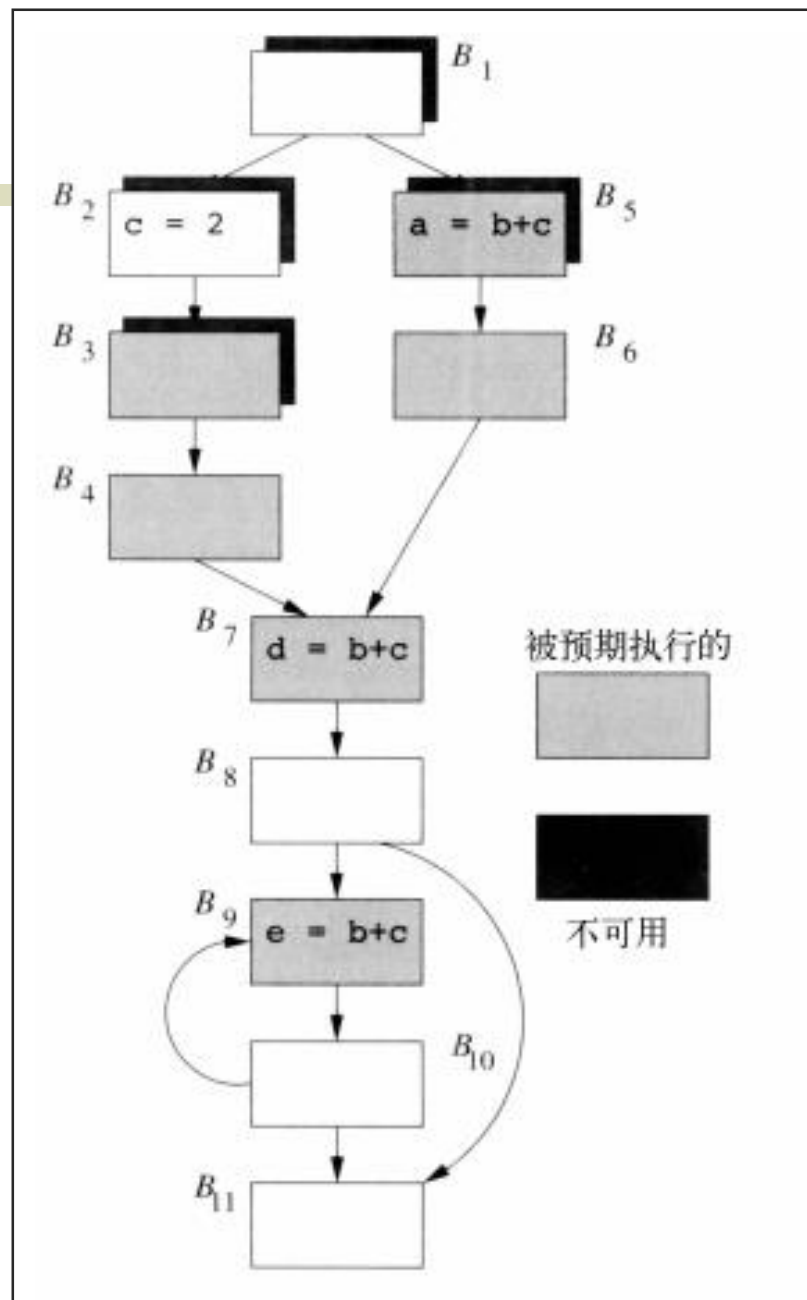 B1
B2
c = 2
B5
a = b+c
B3
B6
B4
B7
d = b+c
被预期执行的
B8
B9
e = b+c
不可用
B10
B11